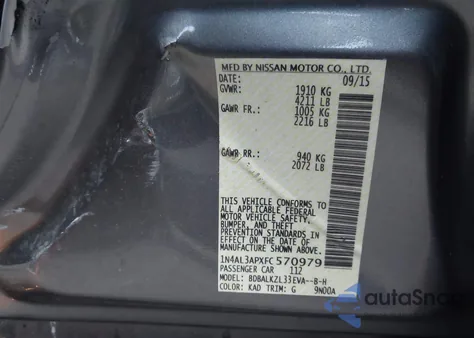 MFD BY NISSAN MOTOR CO., LTD.
DATE: 09/15
GVWR: 1910 KG
4211 LB
GAWR FR.: 1005 KG
2216 LB
GAWR RR.: 940 KG
2072 LB
THIS VEHICLE CONFORMS TO
ALL APPLICABLE FEDERAL
MOTOR VEHICLE SAFETY,
BUMPER, AND THEFT
PREVENTION STANDARDS IN
EFFECT ON THE DATE OF
MANUFACTURE SHOWN ABOVE.
1N4AL3APXFC570979
PASSENGER CAR 112
MODEL: BDBALKZL33EVA--B-H
COLOR: KAD TRIM: G 9N00A
autaSnap